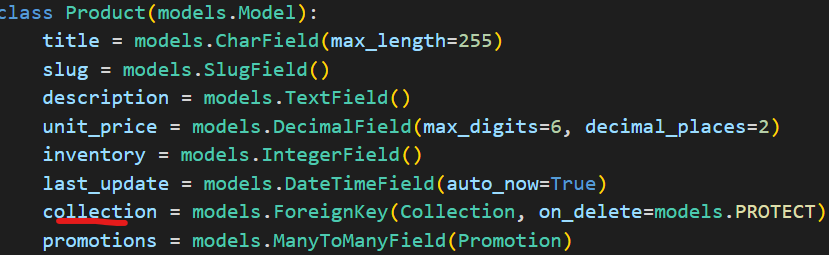 class Product(models.Model):
    title = models.CharField(max_length=255)
    slug = models.SlugField()
    description = models.TextField()
    unit_price = models.DecimalField(max_digits=6, decimal_places=2)
    inventory = models.IntegerField()
    last_update = models.DateTimeField(auto_now=True)
    collection = models.ForeignKey(Collection, on_delete=models.PROTECT)
    promotions = models.ManyToManyField(Promotion)